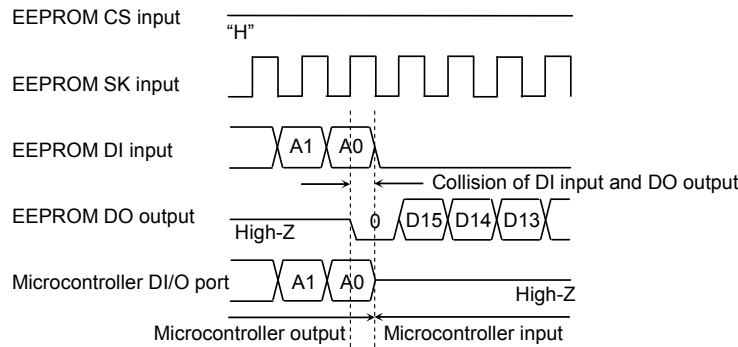 EEPROM CS input
“H”
EEPROM SK input
EEPROM DI input
A1 A0
Collision of DI input and DO output
EEPROM DO output
High-Z
0 D15 D14 D13
Microcontroller DI/O port
A1 A0
High-Z
Microcontroller output Microcontroller input